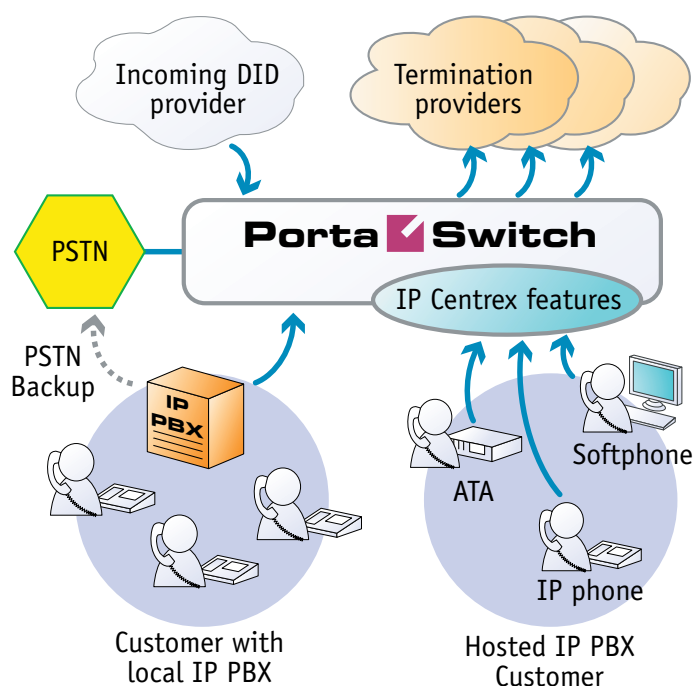 Incoming DID
provider
Termination
providers
PSTN
Porta Switch
IP Centrex features
PSTN
Backup
IP
PBX
Softphone
ATA
IP phone
Customer with
local IP PBX
Hosted IP PBX
Customer